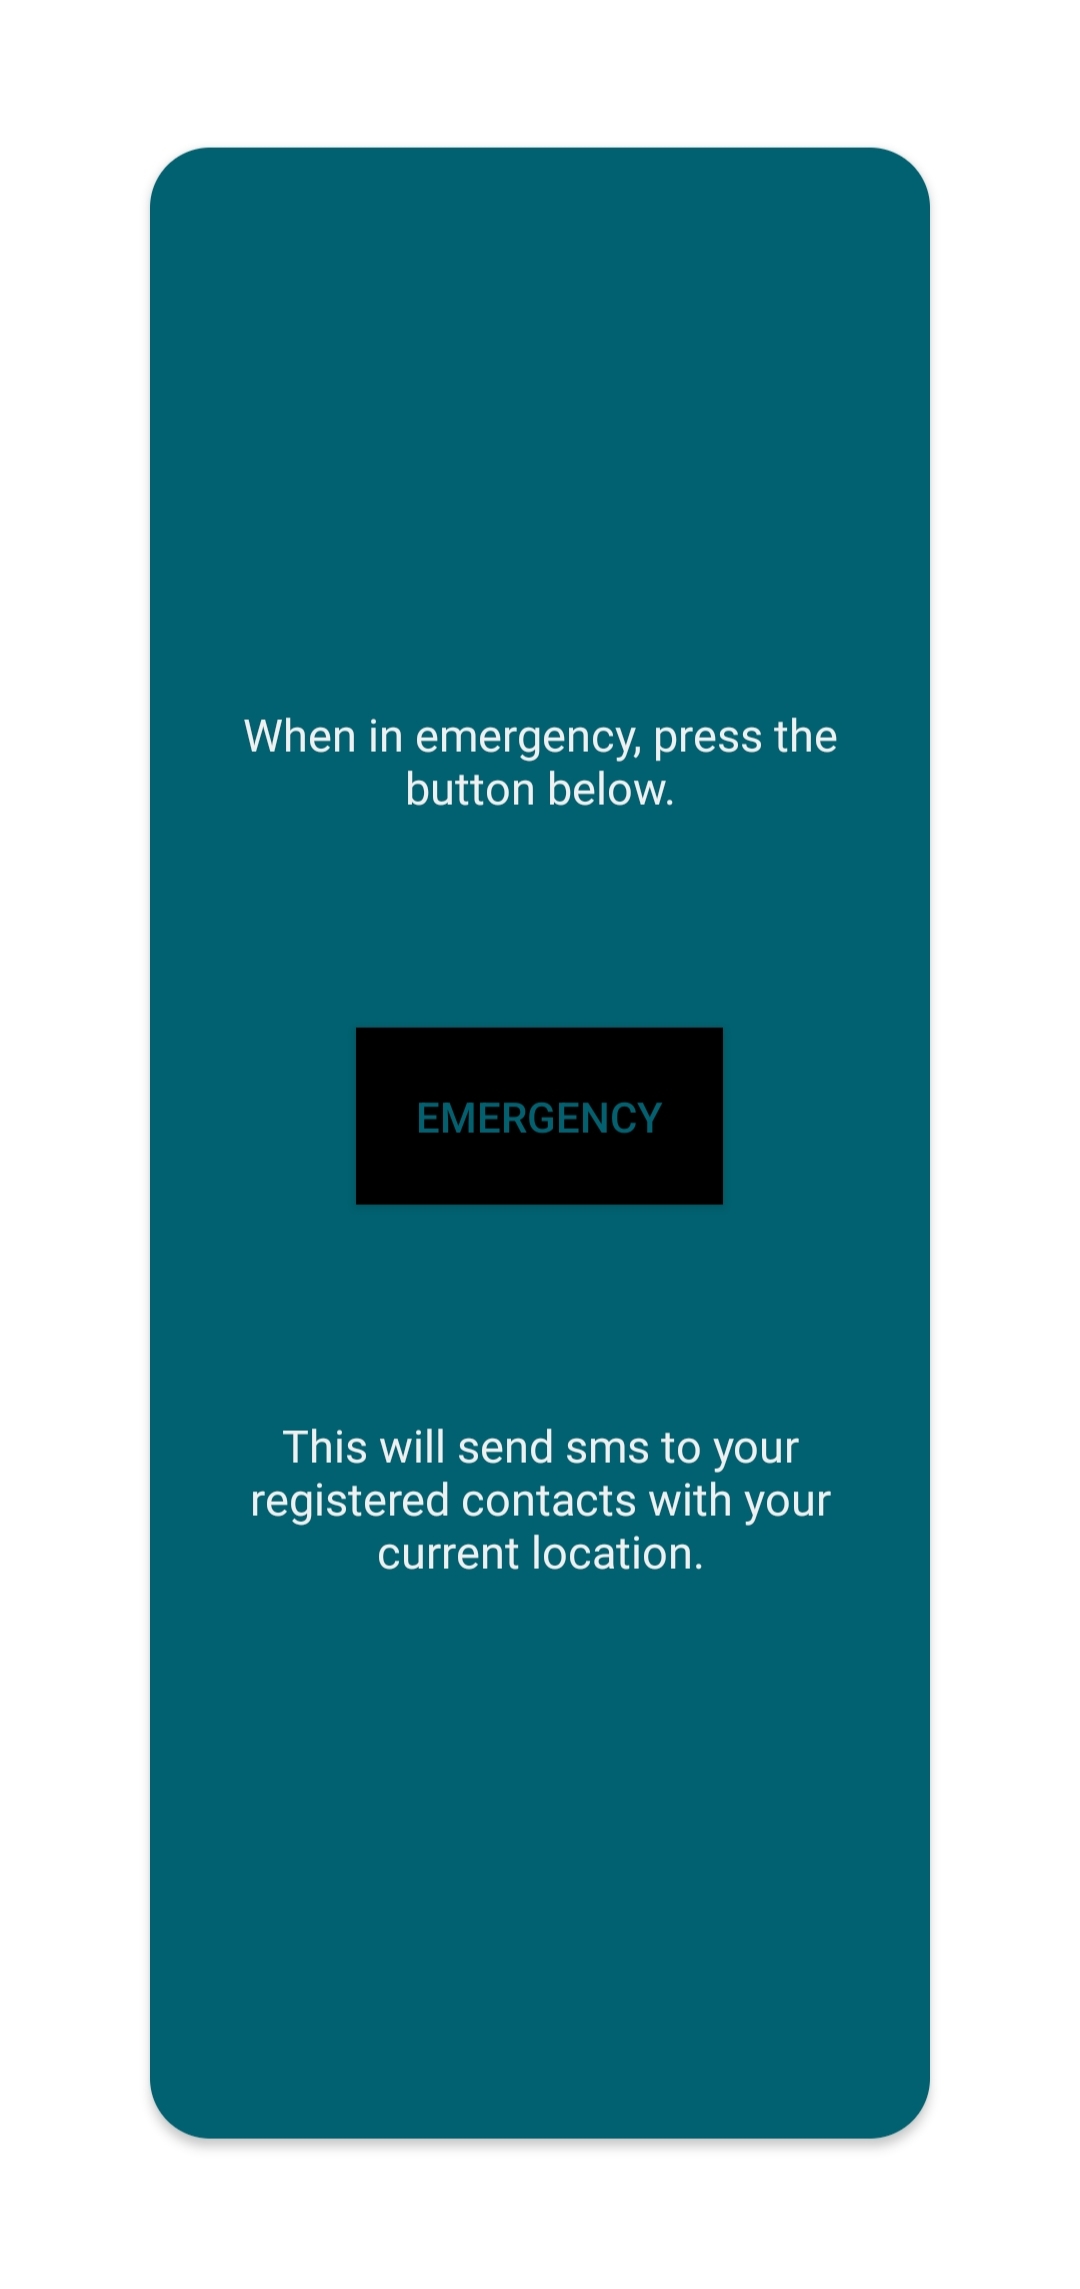 When in emergency, press the
button below.
EMERGENCY
This will send sms to your
registered contacts with your
current location.